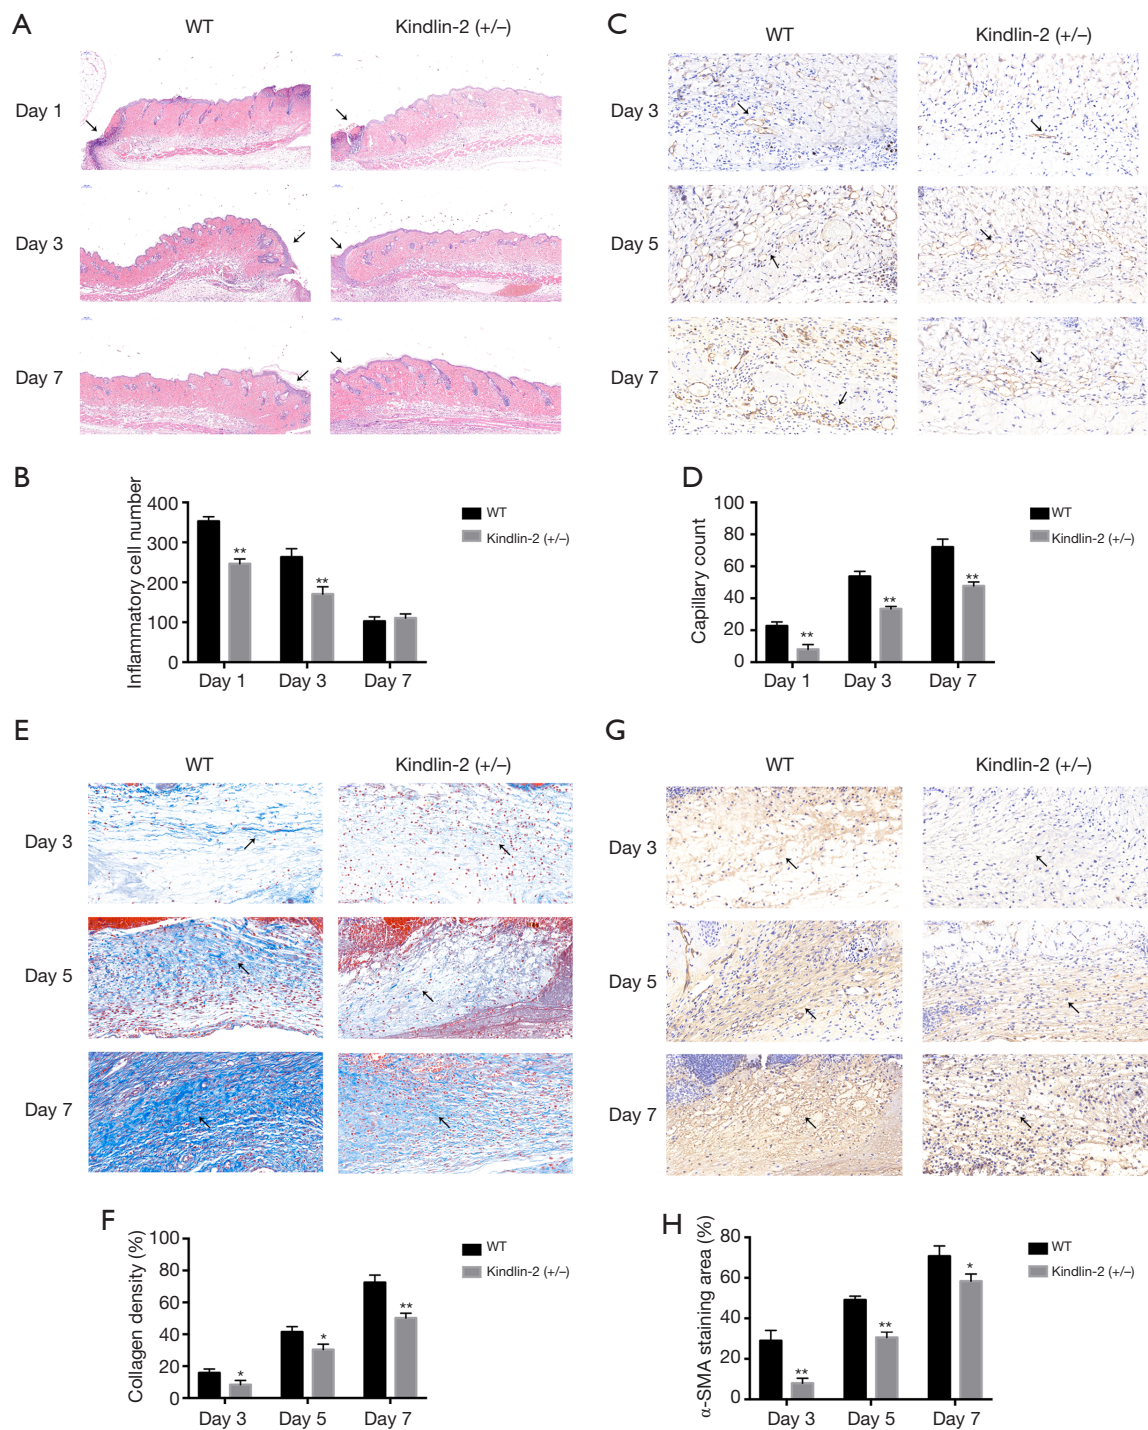 A
WT
Kindlin-2 (+/–)
Day 1
Day 3
Day 7
C
WT
Kindlin-2 (+/–)
Day 3
Day 5
Day 7
B
Inflammatory cell number
400
300
200
100
0
**
**
Day 1
Day 3
Day 7
WT
Kindlin-2 (+/–)
D
Capillary count
100
80
60
40
20
0
**
**
**
Day 1
Day 3
Day 7
WT
Kindlin-2 (+/–)
E
WT
Kindlin-2 (+/–)
Day 3
Day 5
Day 7
G
WT
Kindlin-2 (+/–)
Day 3
Day 5
Day 7
F
Collagen density (%)
100
80
60
40
20
0
*
*
**
Day 3
Day 5
Day 7
WT
Kindlin-2 (+/–)
H
α-SMA staining area (%)
80
60
40
20
0
**
**
*
Day 3
Day 5
Day 7
WT
Kindlin-2 (+/–)